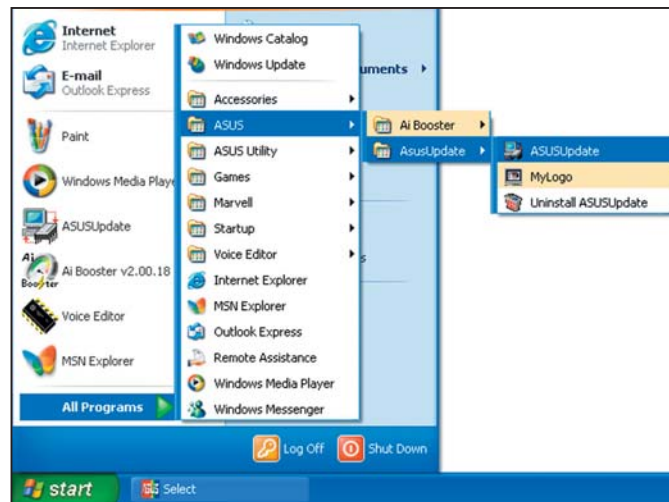 Internet
Internet Explorer
E-mail
Outlook Express
Paint
Windows Media Playe
ASUSUpdate
Ai Booster
Ai Booster v2.00.18
Voice Editor
MSN Explorer
All Programs
Windows Catalog
Windows Update
Accessories
ASUS
ASUS Utility
Games
Marvell
Startup
Voice Editor
Internet Explorer
MSN Explorer
Outlook Express
Remote Assistance
Windows Media Player
Windows Messenger
uments
s
Ai Booster
AsusUpdate
ASUSUpdate
MyLogo
Uninstall ASUSUpdate
Log Off
Shut Down
start
Select